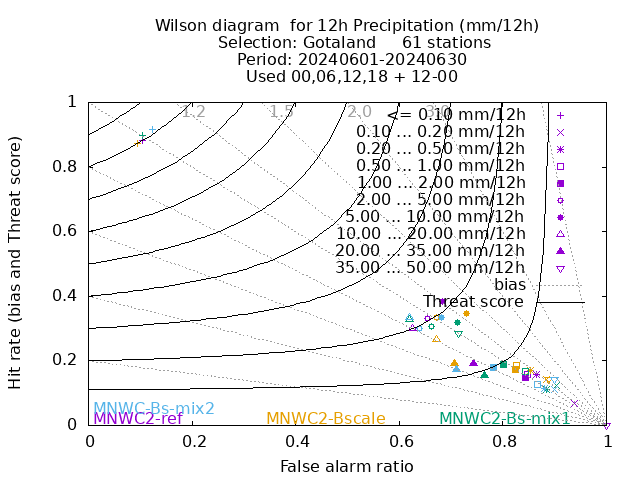 Wilson diagram  for 12h Precipitation (mm/12h)
Selection: Gotaland     61 stations
Period: 20240601-20240630
Used 00,06,12,18 + 12-00
1.2 1.5 2.0 3.0
<= 0.10 mm/12h
0.10 ... 0.20 mm/12h
0.20 ... 0.50 mm/12h
0.50 ... 1.00 mm/12h
1.00 ... 2.00 mm/12h
2.00 ... 5.00 mm/12h
5.00 ... 10.00 mm/12h
10.00 ... 20.00 mm/12h
20.00 ... 35.00 mm/12h
35.00 ... 50.00 mm/12h
bias
Threat score
Hit rate (bias and Threat score)
1
0.8
0.6
0.4
0.2
0
MNWC-Bs-mix2
MNWC2-ref MNWC2-Bscale MNWC2-Bs-mix1
0 0.2 0.4 0.6 0.8 1
False alarm ratio